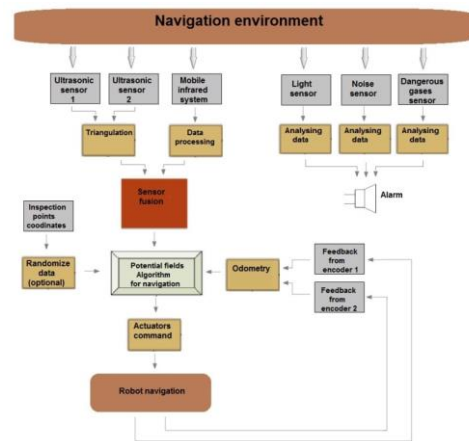 Navigation environment
Ultrasonic sensor
1
Ultrasonic
sensor
2
Mobile
infrared
system
Light
sensor
Noise
sensor
Dangerous
gases
sensor
Triangulation
Data
processing
Analysing
data
Analysing
data
Analysing
data
Alarm
Sensor
fusion
Inspection
points
coodinates
Randomize
data
(optional)
Potential fields
Algorithm
for navigation
Odometry
Feedback
from
encoder 1
Feedback
from
encoder 2
Actuators
command
Robot navigation